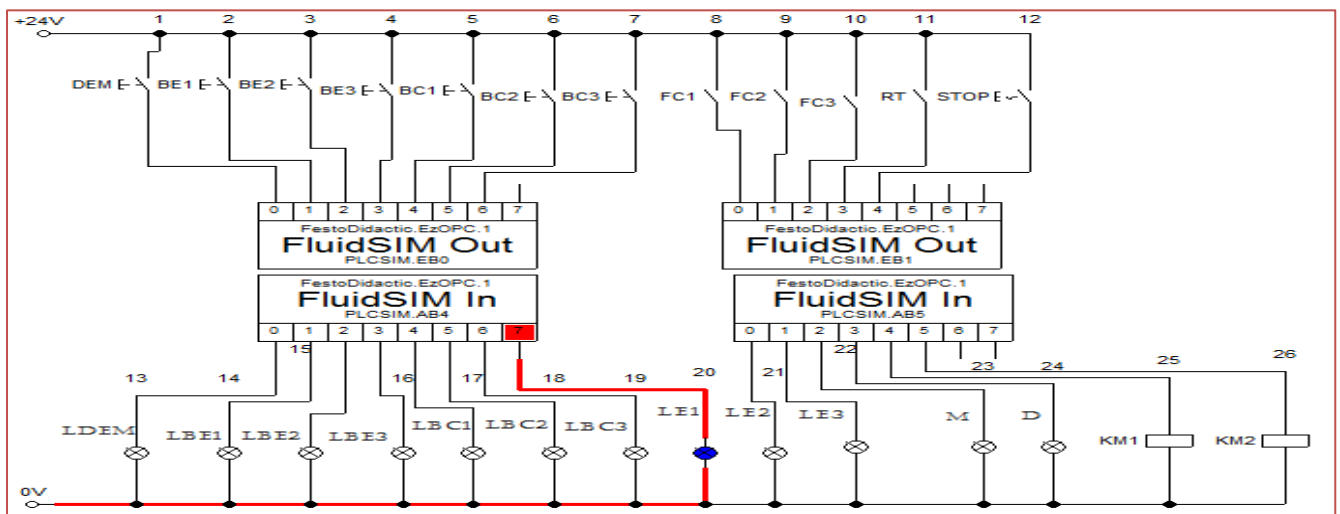 +24V 1 2 3 4 5 6 7 8 9 10 11 12
DEM BE1 BE2 BE3 BC1 BC2 BC3 FC1 FC2 FC3 RT STOP
0 1 2 3 4 5 6 7
FestoDidactic.EzOPC.1
FluidSIM Out
PLCSIM.EB0
0 1 2 3 4 5 6 7
FestoDidactic.EzOPC.1
FluidSIM Out
PLCSIM.EB1
FestoDidactic.EzOPC.1
FluidSIM In
PLCSIM.AB4
0 1 2 3 4 5 6 7
FestoDidactic.EzOPC.1
FluidSIM In
PLCSIM.AB5
0 1 2 3 4 5 6 7
13 14 15 16 17 18 19 20 21 22 23 24 25 26
LDEM LBE1 LBE2 LBE3 LBC1 LBC2 LBC3 LE1 LE2 LE3 M D KM1 KM2
0V